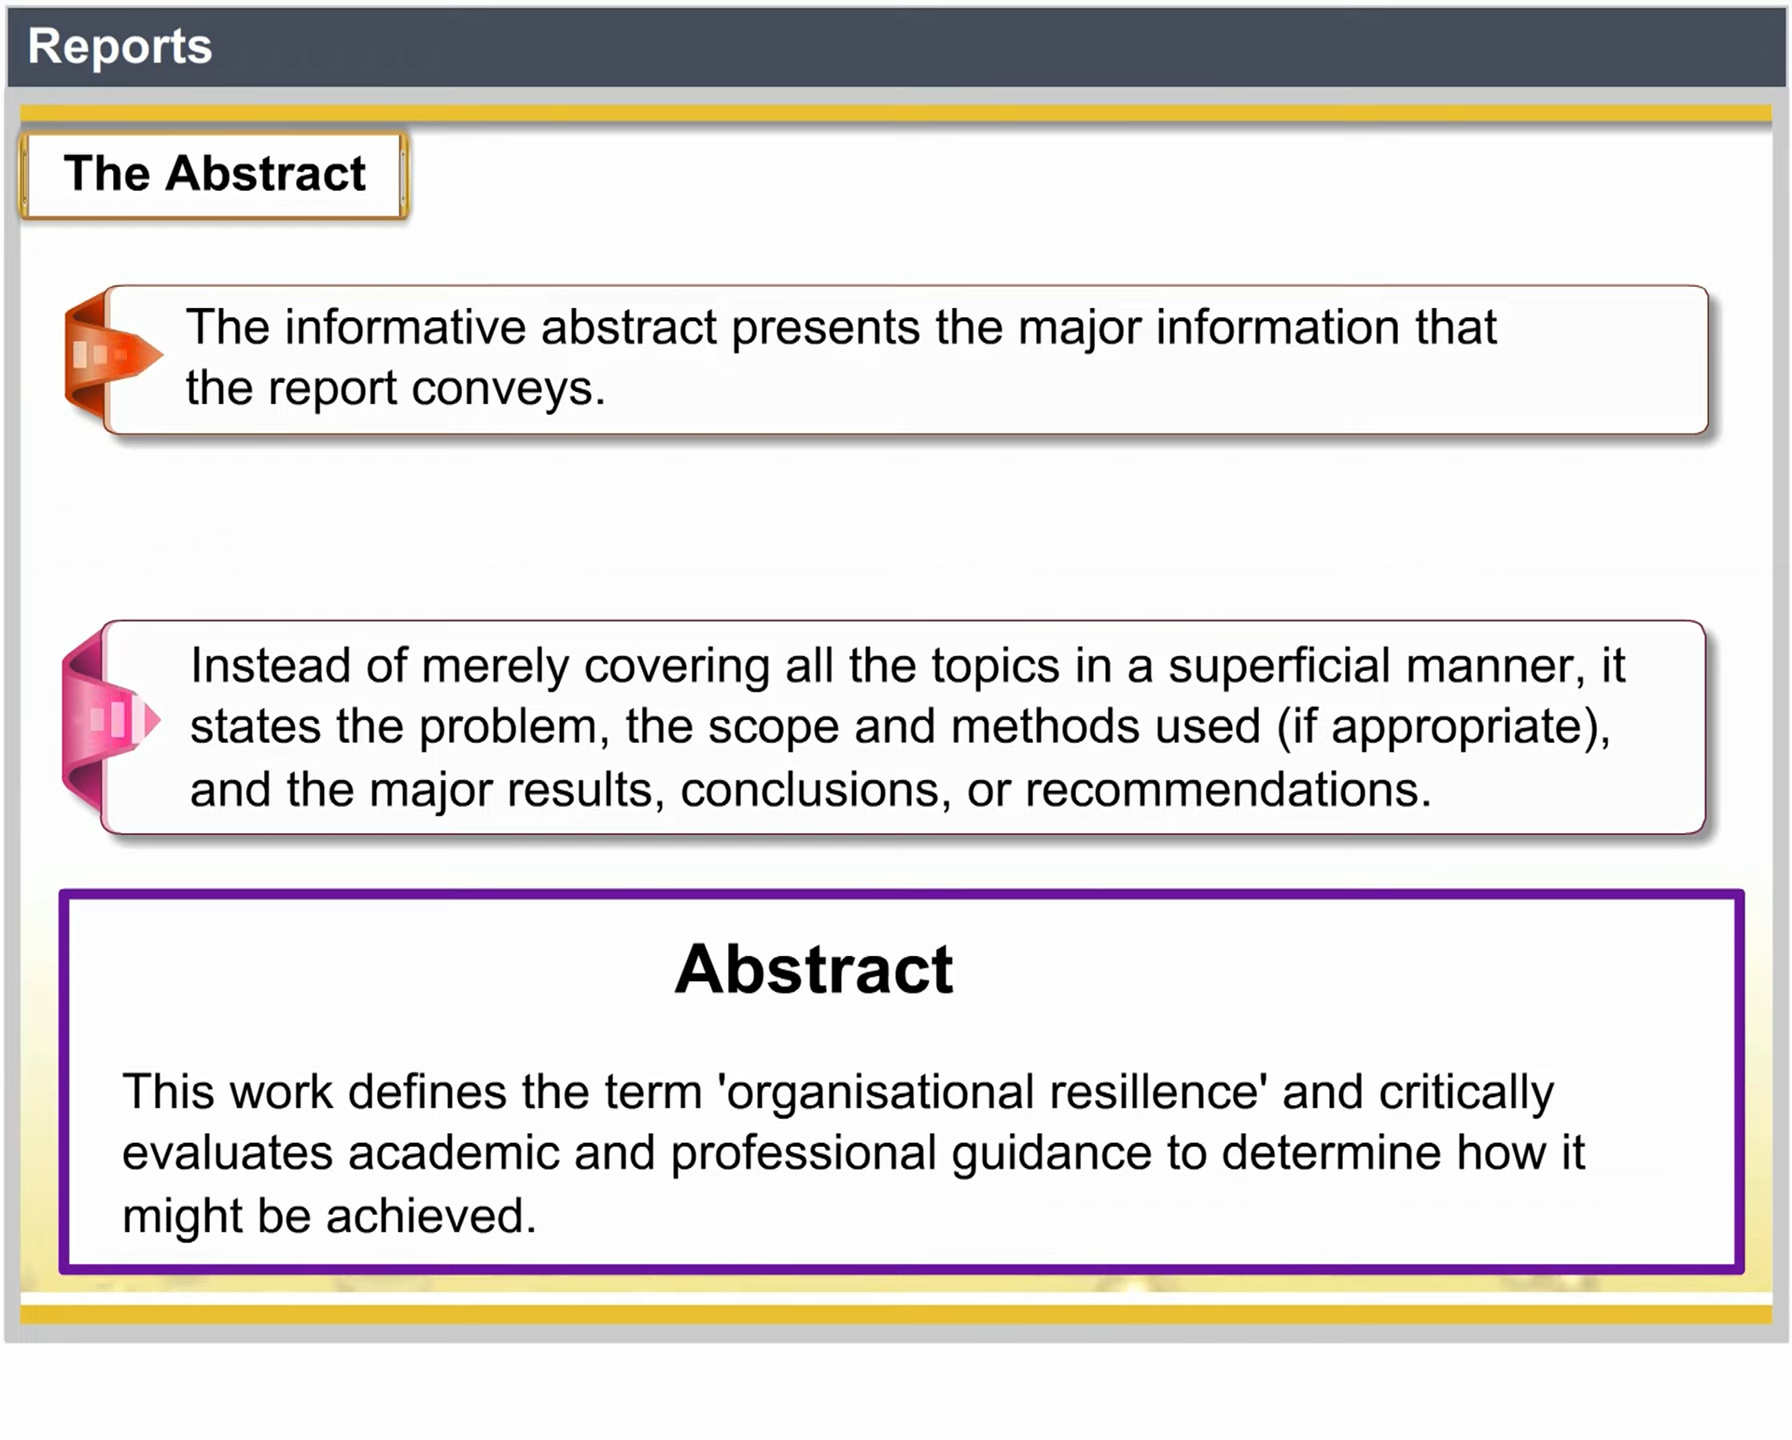 Reports
The Abstract
The informative abstract presents the major information that
the report conveys.
Instead of merely covering all the topics in a superficial manner, it
states the problem, the scope and methods used (if appropriate),
and the major results, conclusions, or recommendations.
Abstract
This work defines the term 'organisational resillence' and critically
evaluates academic and professional guidance to determine how it
might be achieved.